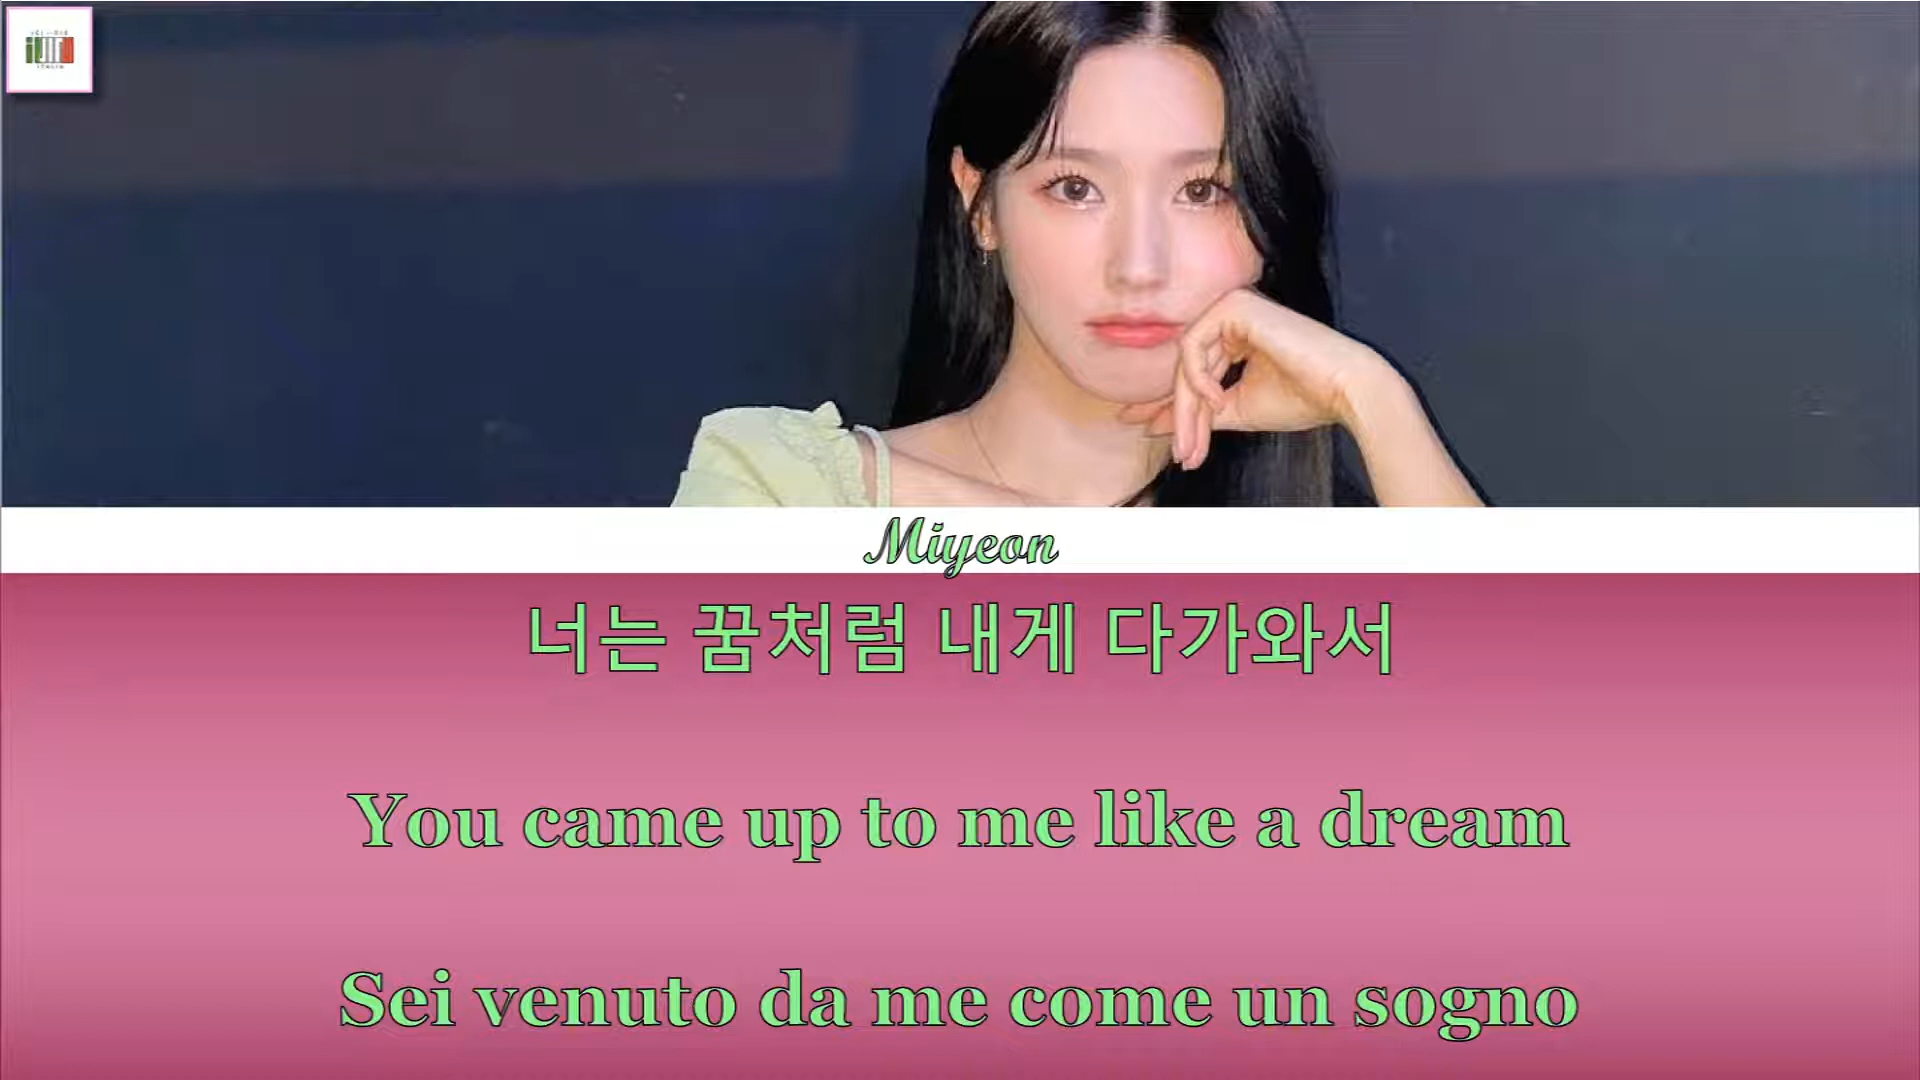 Miyeon
너는 꿈처럼 내게 다가와서
You came up to me like a dream
Sei venuto da me come un sogno